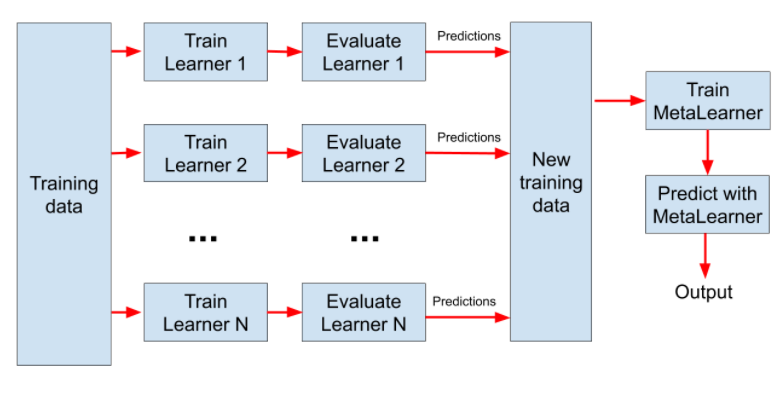 Training
data
Train
Learner 1
Evaluate
Learner 1
Predictions
Train
Learner 2
Evaluate
Learner 2
Predictions
...
...
Train
Learner N
Evaluate
Learner N
Predictions
New
training
data
Train
MetaLearner
Predict with
MetaLearner
Output